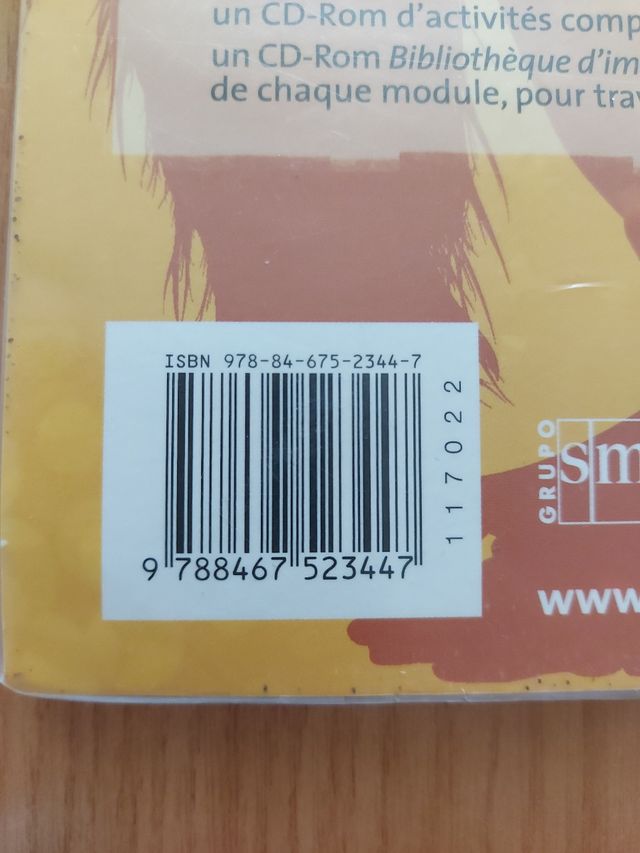 un CD-Rom d'activités comp
un CD-Rom Bibliothèque d'im
de chaque module, pour trav
ISBN 978-84-675-2344-7
9 788467 523447
117022
GRUPO
sm
www.